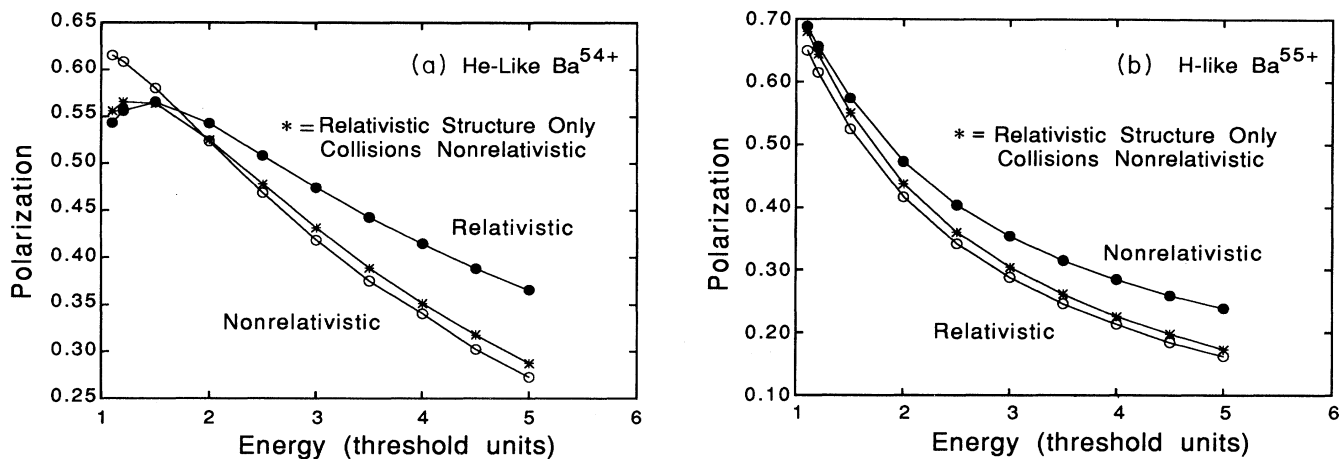 0.65
0.60
0.55
0.50
0.45
0.40
0.35
0.30
0.25
Polarization
(a) He-Like Ba54+
* = Relativistic Structure Only
Collisions Nonrelativistic
Relativistic
Nonrelativistic
1 2 3 4 5 6
Energy (threshold units)
0.70
0.60
0.50
0.40
0.30
0.20
0.10
Polarization
(b) H-like Ba55+
* = Relativistic Structure Only
Collisions Nonrelativistic
Nonrelativistic
Relativistic
1 2 3 4 5 6
Energy (threshold units)